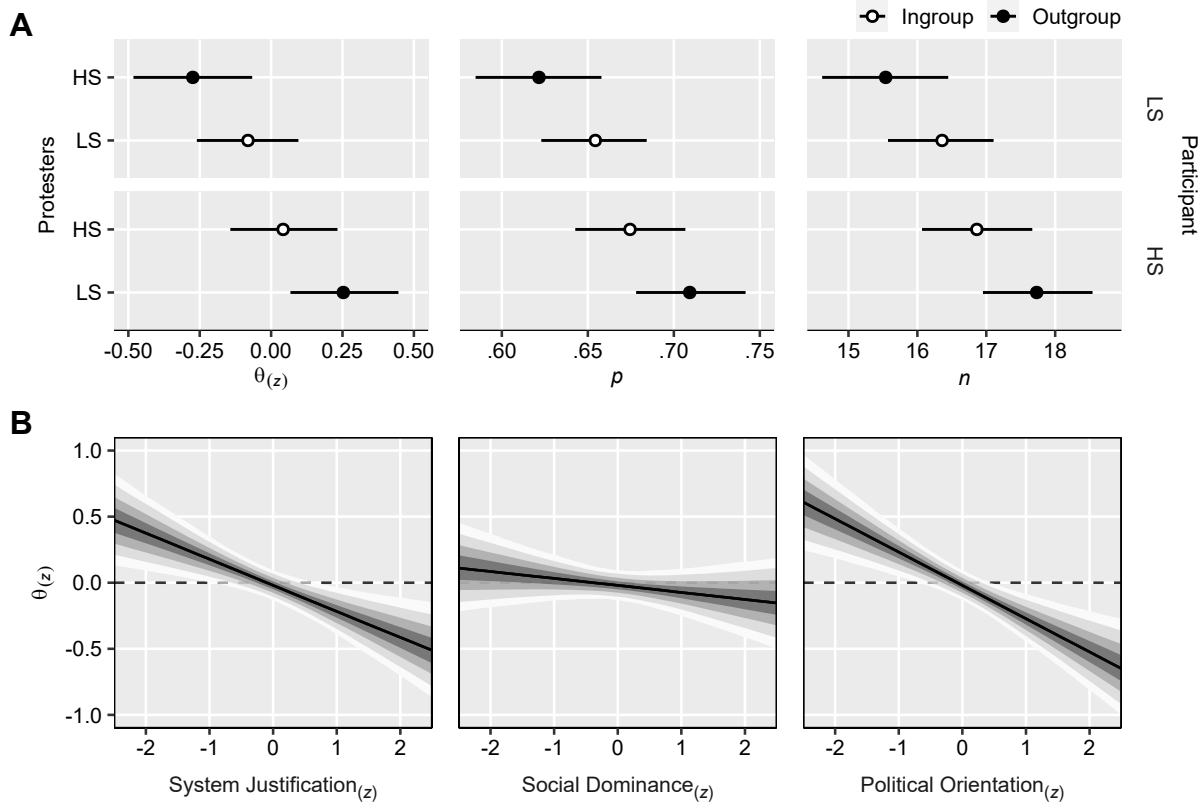 A
Ingroup Outgroup
Protesters
HS
LS
HS
LS
LS
HS
Participant
-0.50 -0.25 0.00 0.25 0.50
θ(z)
.60 .65 .70 .75
p
15 16 17 18
n
B
1.0
0.5
0.0
-0.5
-1.0
θ(z)
-2 -1 0 1 2
System Justification(z)
-2 -1 0 1 2
Social Dominance(z)
-2 -1 0 1 2
Political Orientation(z)